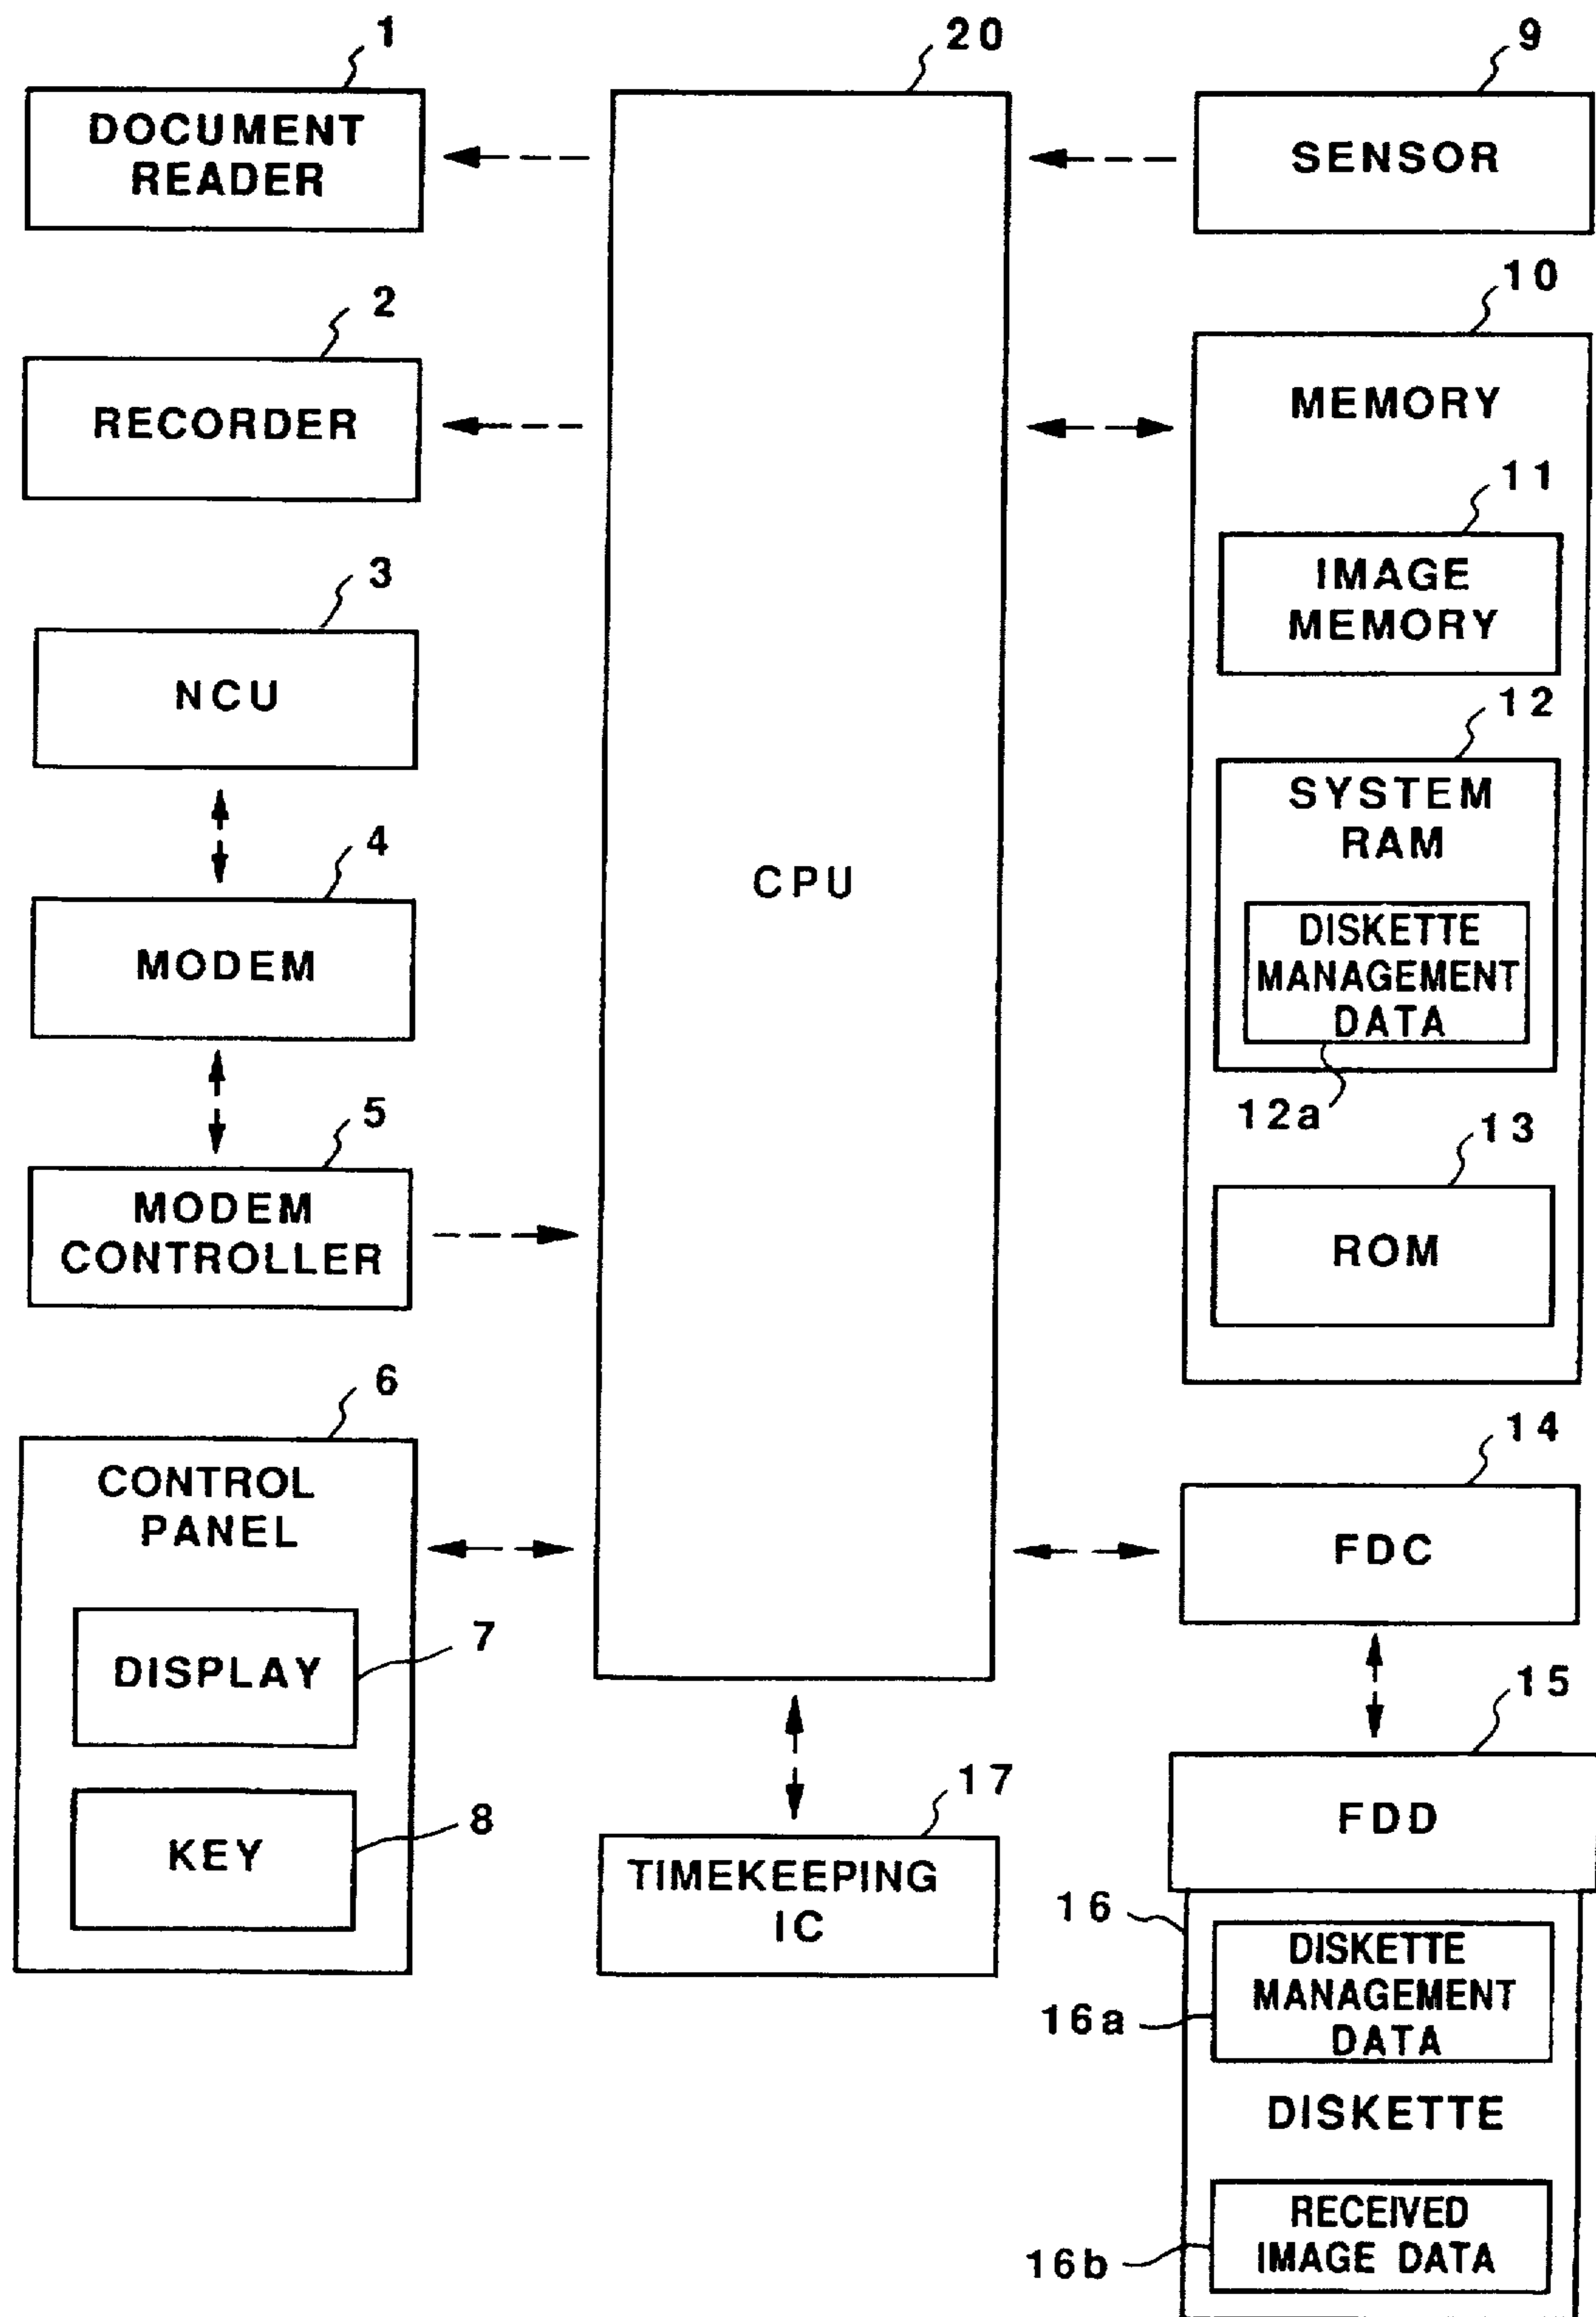 1
DOCUMENT
READER
2
RECORDER
3
NCU
4
MODEM
5
MODEM
CONTROLLER
6
CONTROL
PANEL
DISPLAY
7
KEY
8
20
CPU
17
TIMEKEEPING
IC
9
SENSOR
10
MEMORY
11
IMAGE
MEMORY
12
SYSTEM
RAM
DISKETTE
MANAGEMENT
DATA
12a
13
ROM
14
FDC
15
FDD
16
DISKETTE
MANAGEMENT
DATA
16a
DISKETTE
RECEIVED
IMAGE DATA
16b